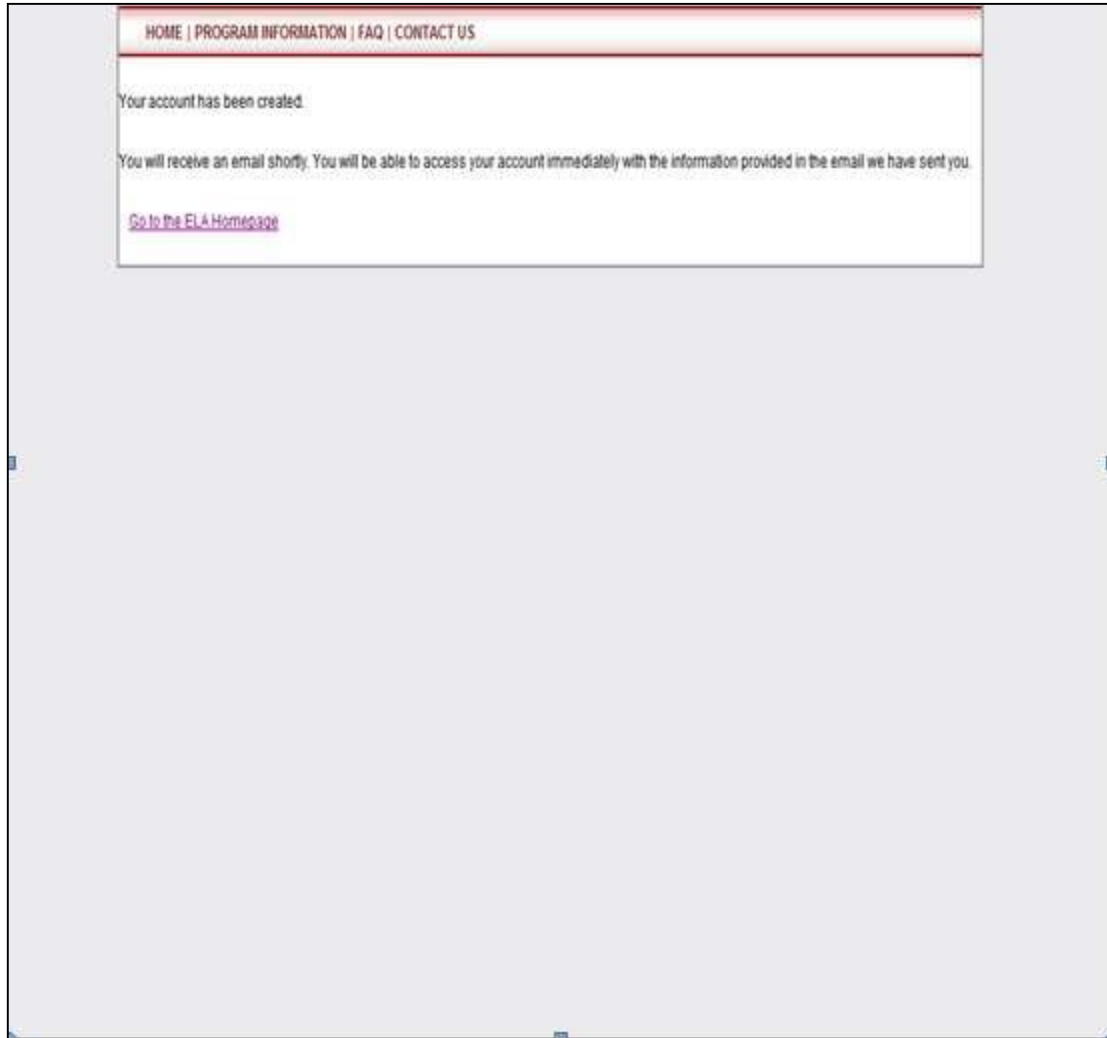 HOME | PROGRAM INFORMATION | FAQ | CONTACT US
Your account has been created.
You will receive an email shortly. You will be able to access your account immediately with the information provided in the email we have sent you.
Go to the ELA Homepage